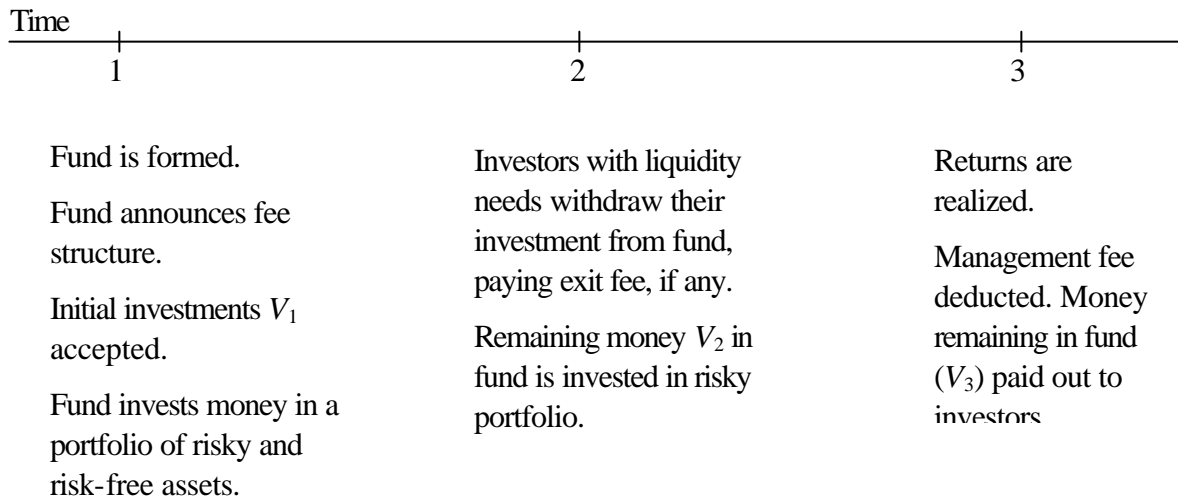 Time
1 2 3
Fund is formed.
Fund announces fee
structure.
Initial investments V1
accepted.
Fund invests money in a
portfolio of risky and
risk-free assets.
Investors with liquidity
needs withdraw their
investment from fund,
paying exit fee, if any.
Remaining money V2 in
fund is invested in risky
portfolio.
Returns are
realized.
Management fee
deducted. Money
remaining in fund
(V3) paid out to
investors